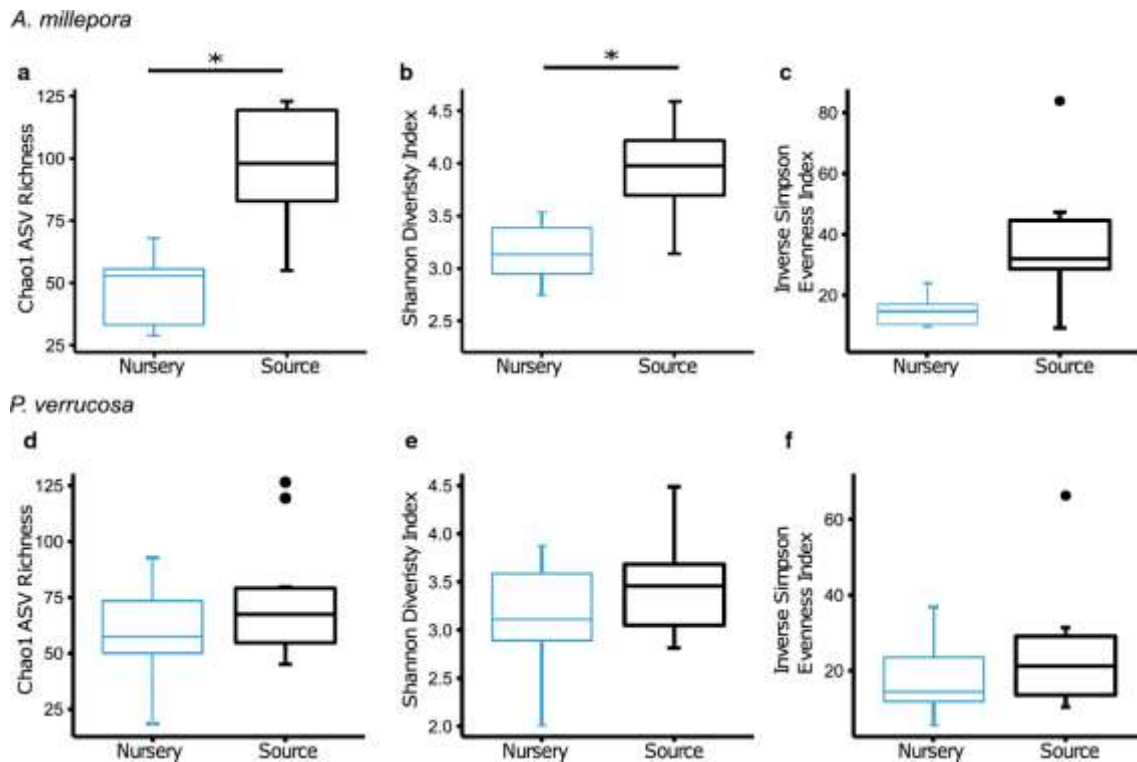 A. millepora
a
*
Chao1 ASV Richness
125
100
75
50
25
Nursery
Source
b
*
Shannon Diveristy Index
4.5
4.0
3.5
3.0
2.5
Nursery
Source
c
Inverse Simpson
Evenness Index
80
60
40
20
Nursery
Source
P. verrucosa
d
Chao1 ASV Richness
125
100
75
50
25
Nursery
Source
e
Shannon Diveristy Index
4.5
4.0
3.5
3.0
2.5
2.0
Nursery
Source
f
Inverse Simpson
Evenness Index
60
40
20
Nursery
Source